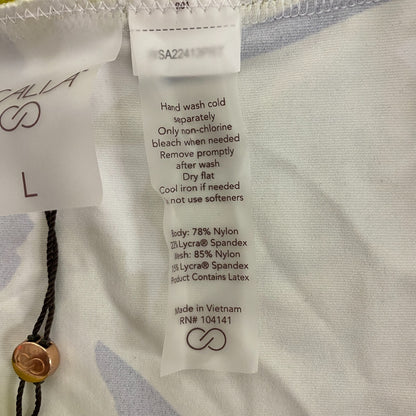 CALIA
L
Hand wash cold
separately
Only non-chlorine
bleach when needed
Remove promptly
after wash
Dry flat
Cool iron if needed
not use softeners
Body: 78% Nylon
22% Lycra® Spandex
Mesh: 85% Nylon
15% Lycra® Spandex
Product Contains Latex
Made in Vietnam
RN# 104141